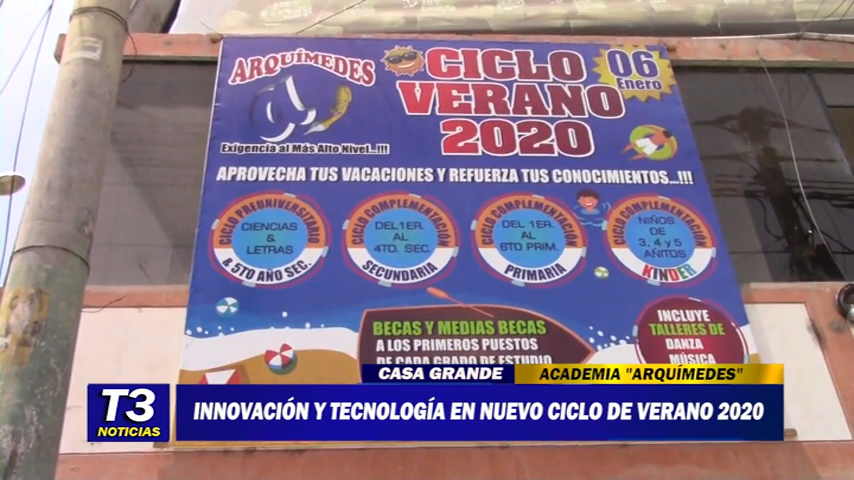 ARQUÍMEDES
Exigencia al Más Alto Nivel...!!!
CICLO
VERANO
2020
06
Enero
APROVECHA TUS VACACIONES Y REFUERZA TUS CONOCIMIENTOS...!!!
CICLO PREUNIVERSITARIO
CIENCIAS
&
LETRAS
& 5TO AÑO SEC.
CICLO COMPLEMENTACIÓN
DEL 1ER.
AL
4TO. SEC.
SECUNDARIA
CICLO COMPLEMENTACIÓN
DEL 1ER.
AL
6TO PRIM.
PRIMARIA
CICLO COMPLEMENTACIÓN
NIÑOS
DE
3, 4 y 5
AÑITOS
KINDER
BECAS Y MEDIAS BECAS
A LOS PRIMEROS PUESTOS
DE CADA GRADO DE ESTUDIO
INCLUYE
TALLERES DE
DANZA
MÚSICA
CASA GRANDE
ACADEMIA "ARQUÍMEDES"
T3
NOTICIAS
INNOVACIÓN Y TECNOLOGÍA EN NUEVO CICLO DE VERANO 2020